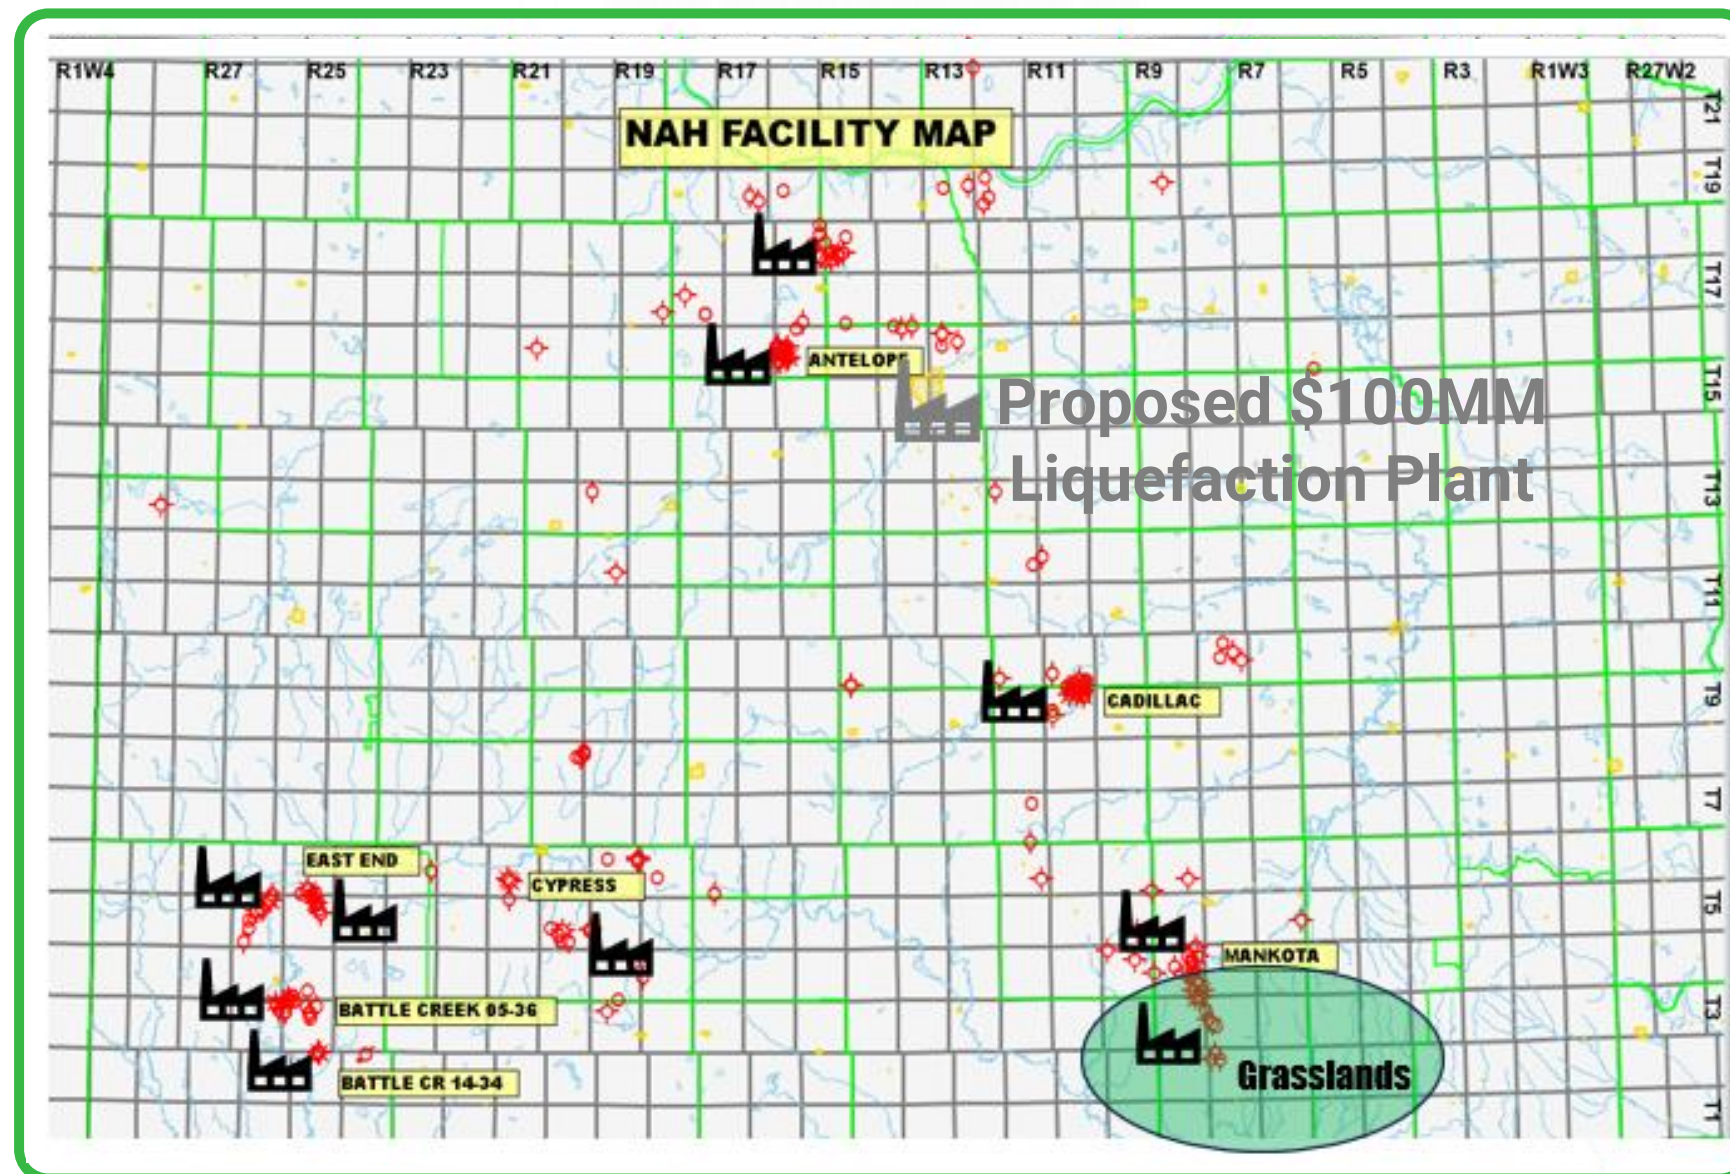 R1W4 R27 R25 R23 R21 R19 R17 R15 R13 R11 R9 R7 R5 R3 R1W3 R27W2
T21
NAH FACILITY MAP
T19
T17
ANTELOPE
T15
Proposed $100MM
Liquefaction Plant
T13
T11
CADILLAC
T9
T7
EAST END
CYPRESS
T5
MANKOTA
BATTLE CREEK 05-36
T3
Grasslands
BATTLE CR 14-34
T1